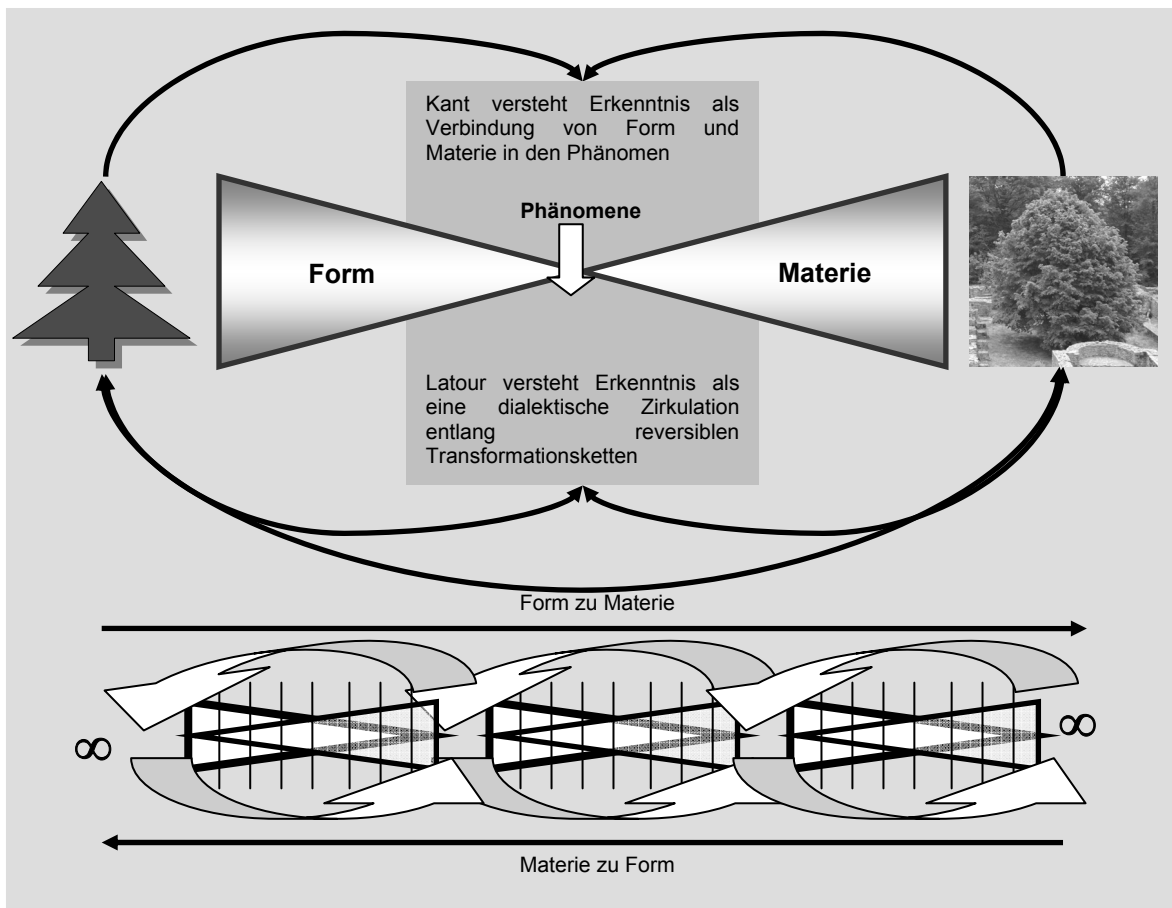 Kant versteht Erkenntnis als
Verbindung von Form und
Materie in den Phänomen
Phänomene
Form
Materie
Latour versteht Erkenntnis als
eine dialektische Zirkulation
entlang reversiblen
Transformationsketten
Form zu Materie
∞
∞
Materie zu Form